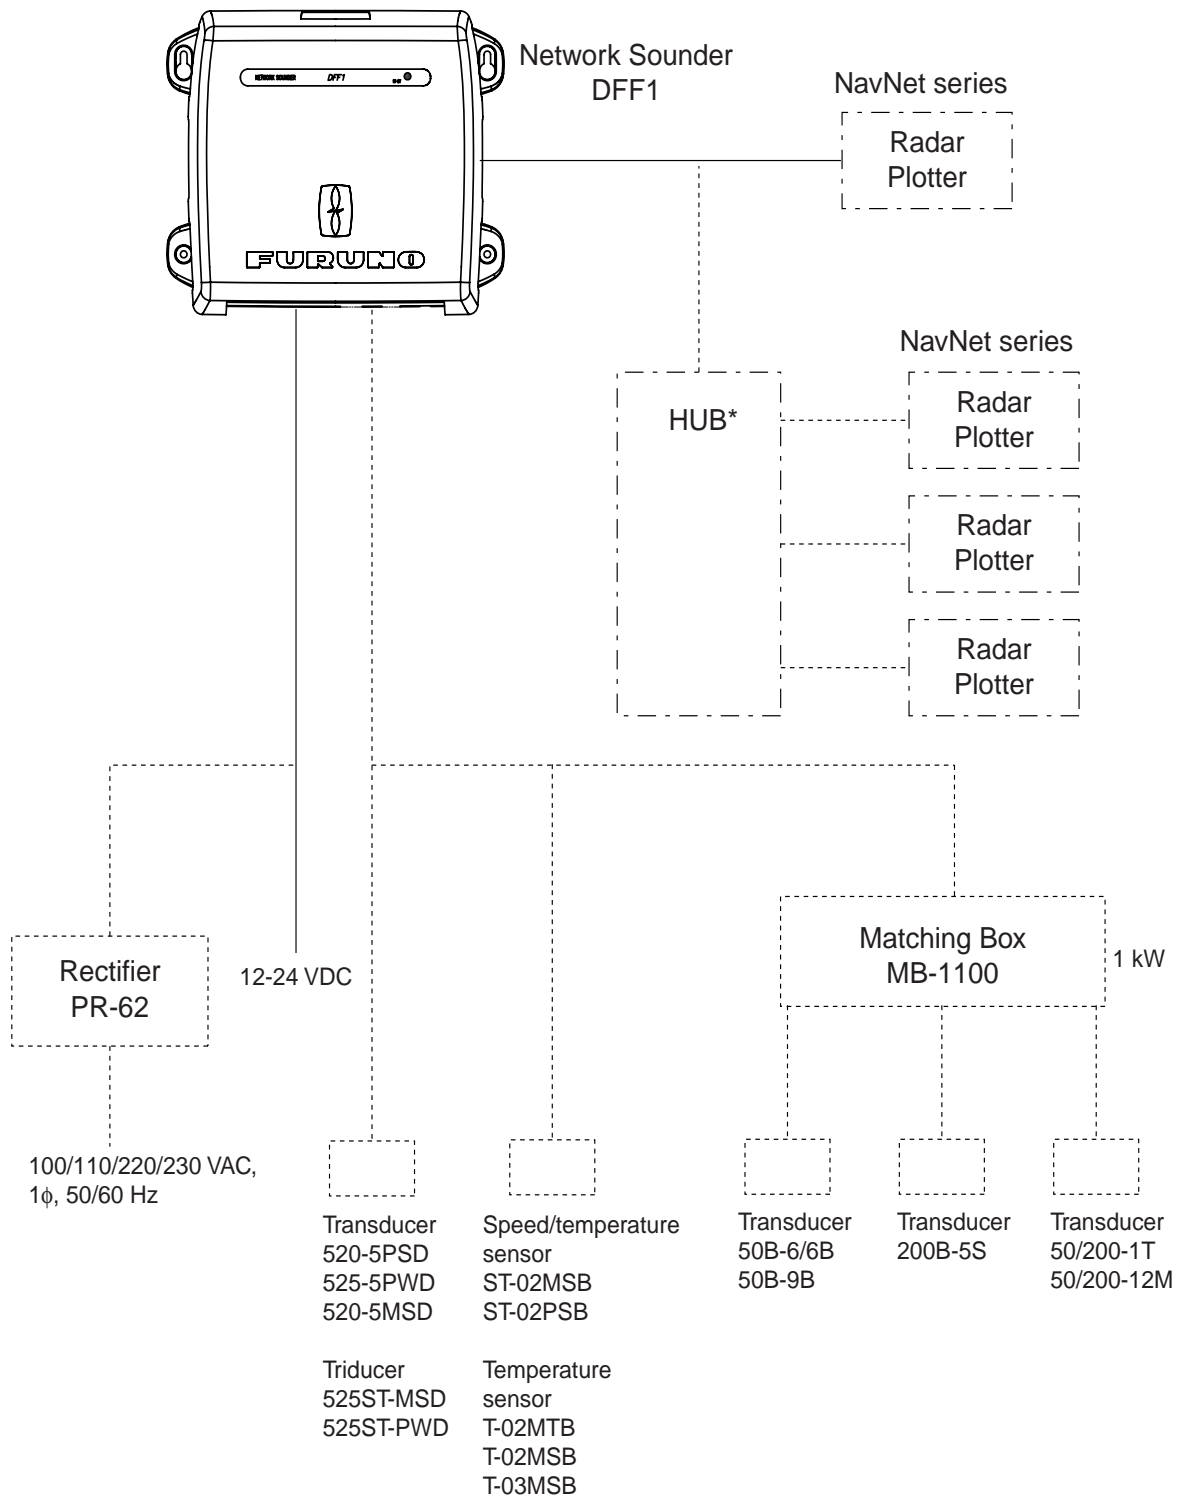 Network Sounder
DFF1
NavNet series
Radar
Plotter
NETWORK SOUNDER DFF1
FURUNO
NavNet series
HUB*
Radar
Plotter
Radar
Plotter
Radar
Plotter
Rectifier
PR-62
12-24 VDC
Matching Box
MB-1100
1 kW
100/110/220/230 VAC,
1ϕ, 50/60 Hz
Transducer
520-5PSD
525-5PWD
520-5MSD
Triducer
525ST-MSD
525ST-PWD
Speed/temperature
sensor
ST-02MSB
ST-02PSB
Temperature
sensor
T-02MTB
T-02MSB
T-03MSB
Transducer
50B-6/6B
50B-9B
Transducer
200B-5S
Transducer
50/200-1T
50/200-12M